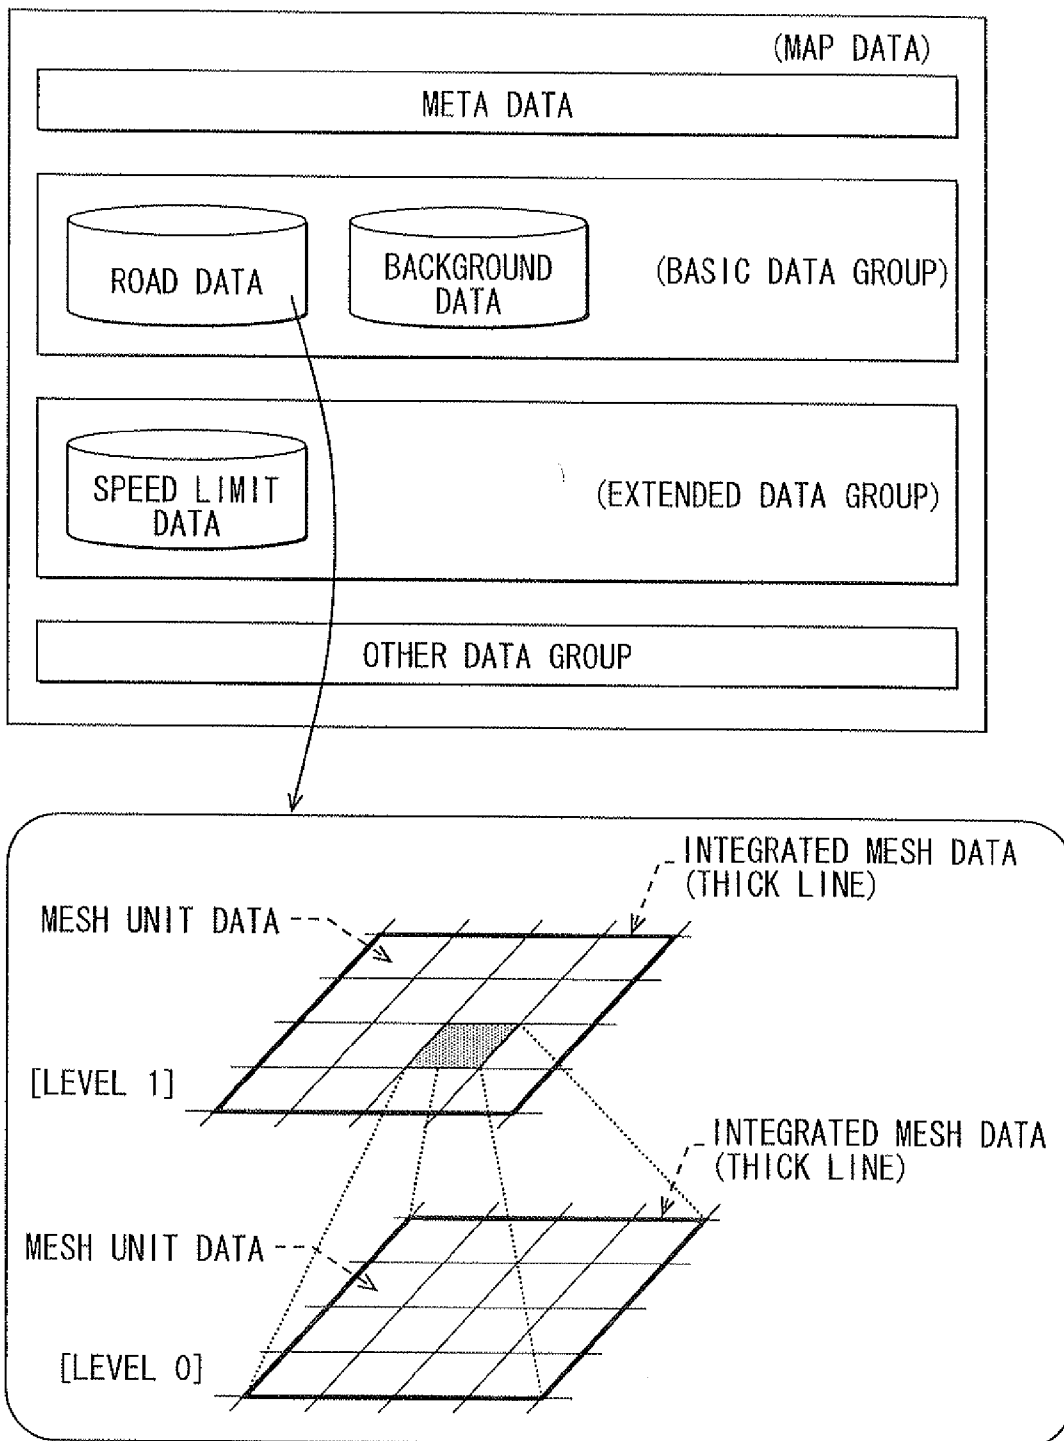 (MAP DATA)
META DATA
ROAD DATA
BACKGROUND
DATA
(BASIC DATA GROUP)
SPEED LIMIT
DATA
(EXTENDED DATA GROUP)
OTHER DATA GROUP
INTEGRATED MESH DATA
(THICK LINE)
MESH UNIT DATA
[LEVEL 1]
INTEGRATED MESH DATA
(THICK LINE)
MESH UNIT DATA
[LEVEL 0]